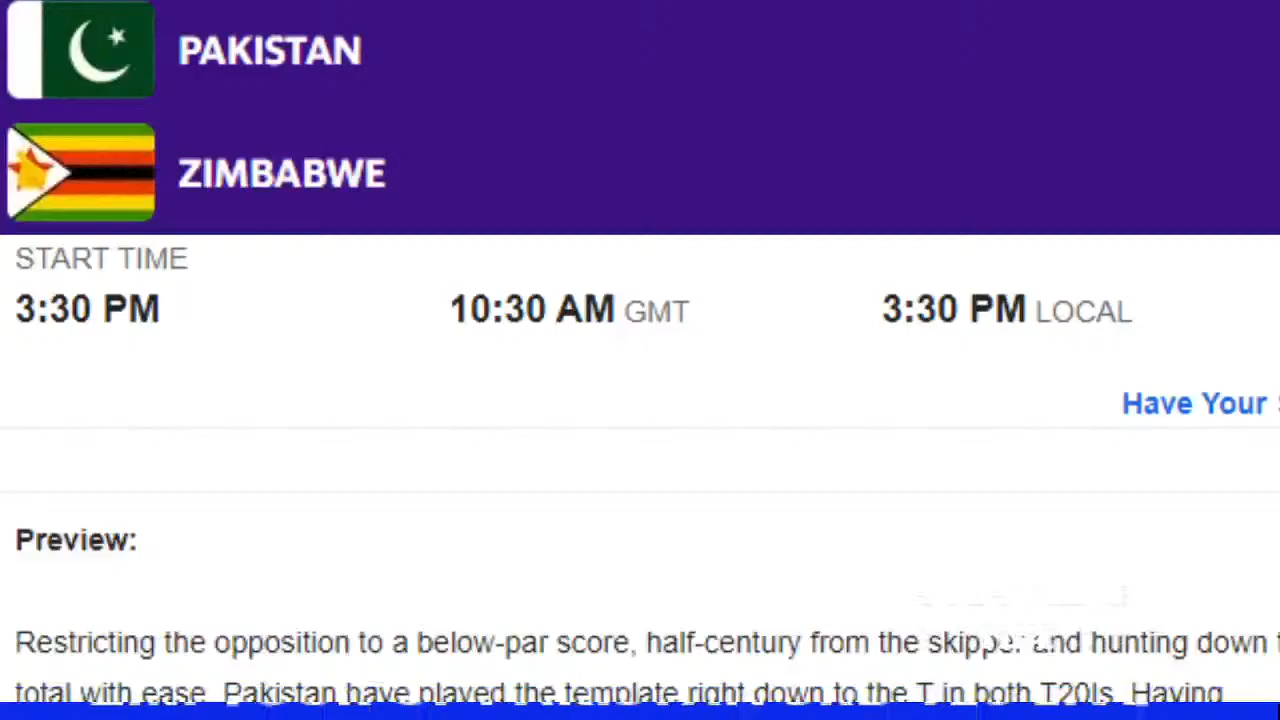 PAKISTAN
ZIMBABWE
START TIME
3:30 PM 10:30 AM GMT 3:30 PM LOCAL
Have Your
Preview:
Restricting the opposition to a below-par score, half-century from the skipper and hunting down
total with ease, Pakistan have played the template right down to the T in both T20Is. Having